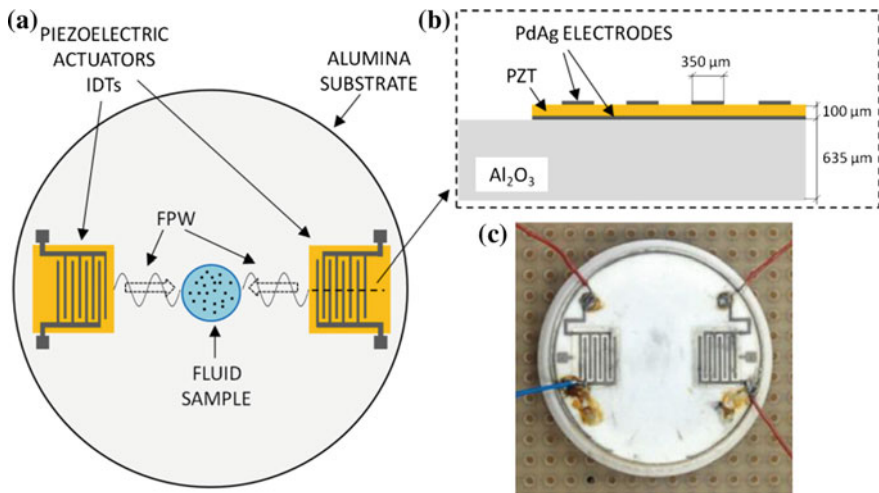 (a)
PIEZOELECTRIC
ACTUATORS
IDTs
ALUMINA
SUBSTRATE
FPW
FLUID
SAMPLE
(b)
PdAg ELECTRODES
PZT
350 µm
100 µm
635 µm
Al₂O₃
(c)